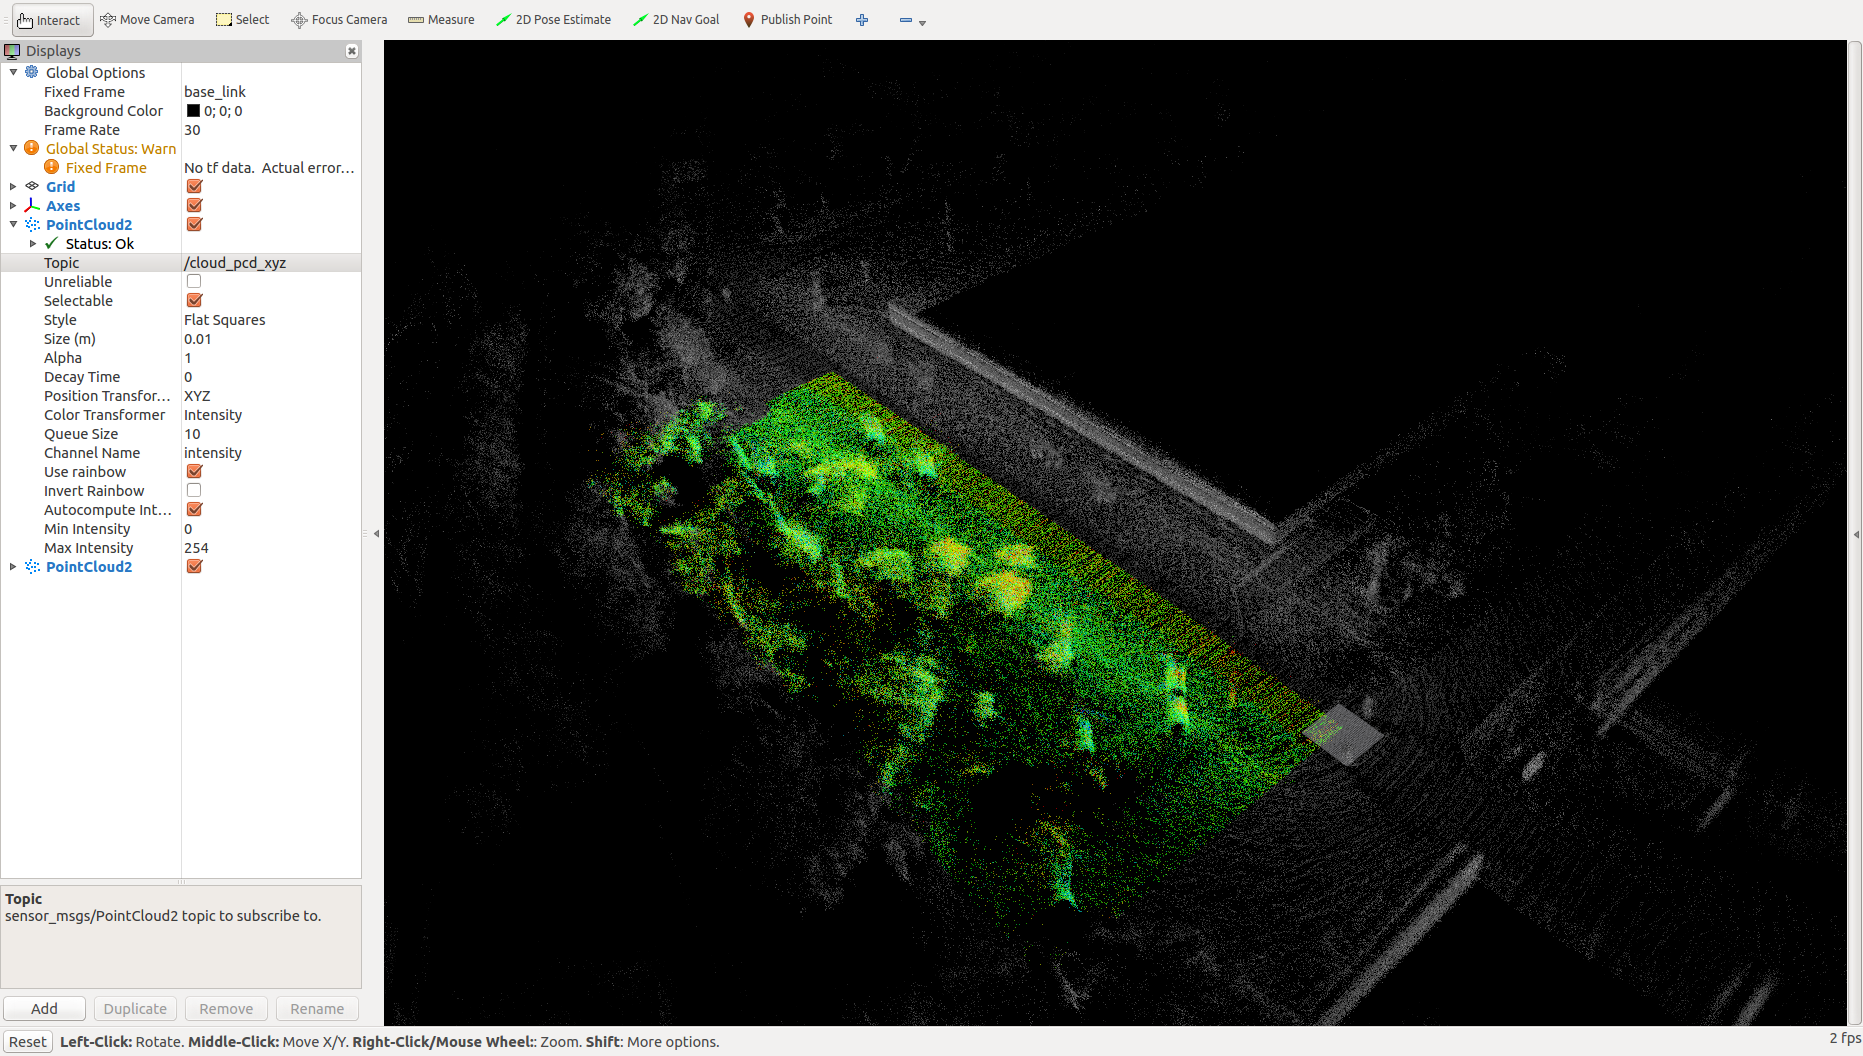 Interact Move Camera Select Focus Camera Measure 2D Pose Estimate 2D Nav Goal Publish Point
Displays
Global Options
Fixed Frame base_link
Background Color 0; 0; 0
Frame Rate 30
Global Status: Warn
Fixed Frame No tf data. Actual error...
Grid
Axes
PointCloud2
Status: Ok
Topic /cloud_pcd_xyz
Unreliable
Selectable
Style Flat Squares
Size (m) 0.01
Alpha 1
Decay Time 0
Position Transfor... XYZ
Color Transformer Intensity
Queue Size 10
Channel Name intensity
Use rainbow
Invert Rainbow
Autocompute Int...
Min Intensity 0
Max Intensity 254
PointCloud2
Topic
sensor_msgs/PointCloud2 topic to subscribe to.
Add Duplicate Remove Rename
Reset Left-Click: Rotate. Middle-Click: Move X/Y. Right-Click/Mouse Wheel:: Zoom. Shift: More options. 2 fps